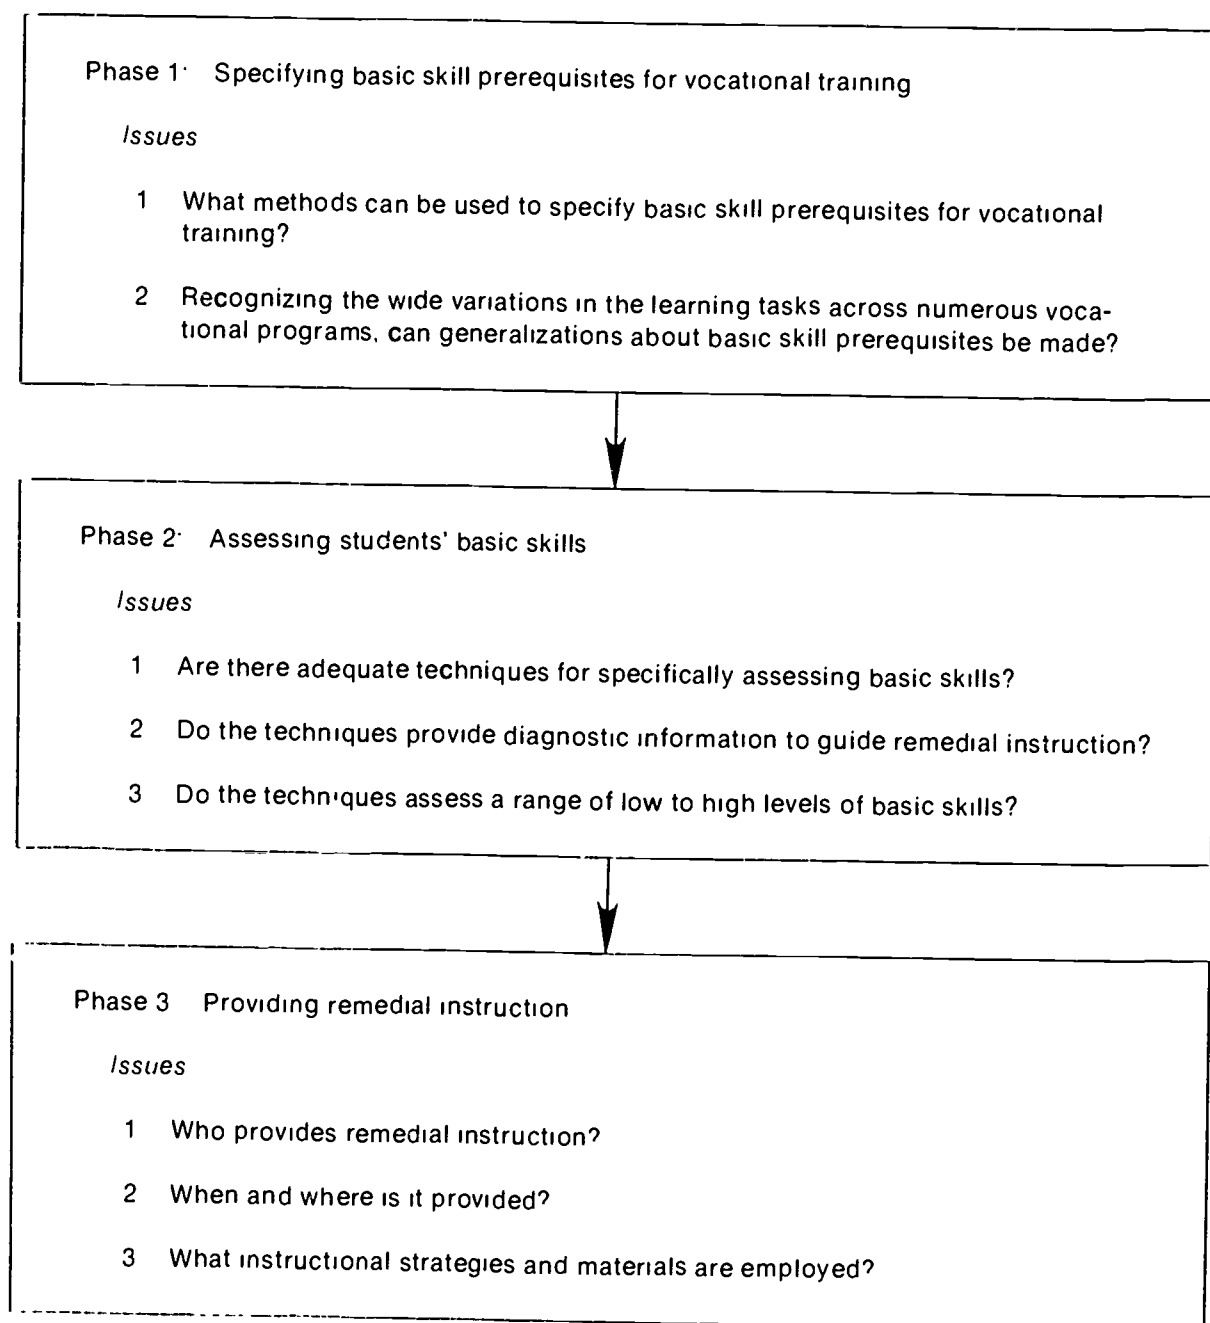 Phase 1· Specifying basic skill prerequisites for vocational training
Issues
1 What methods can be used to specify basic skill prerequisites for vocational
training?
2 Recognizing the wide variations in the learning tasks across numerous voca-
tional programs, can generalizations about basic skill prerequisites be made?
Phase 2· Assessing students' basic skills
Issues
1 Are there adequate techniques for specifically assessing basic skills?
2 Do the techniques provide diagnostic information to guide remedial instruction?
3 Do the techniques assess a range of low to high levels of basic skills?
Phase 3 Providing remedial instruction
Issues
1 Who provides remedial instruction?
2 When and where is it provided?
3 What instructional strategies and materials are employed?